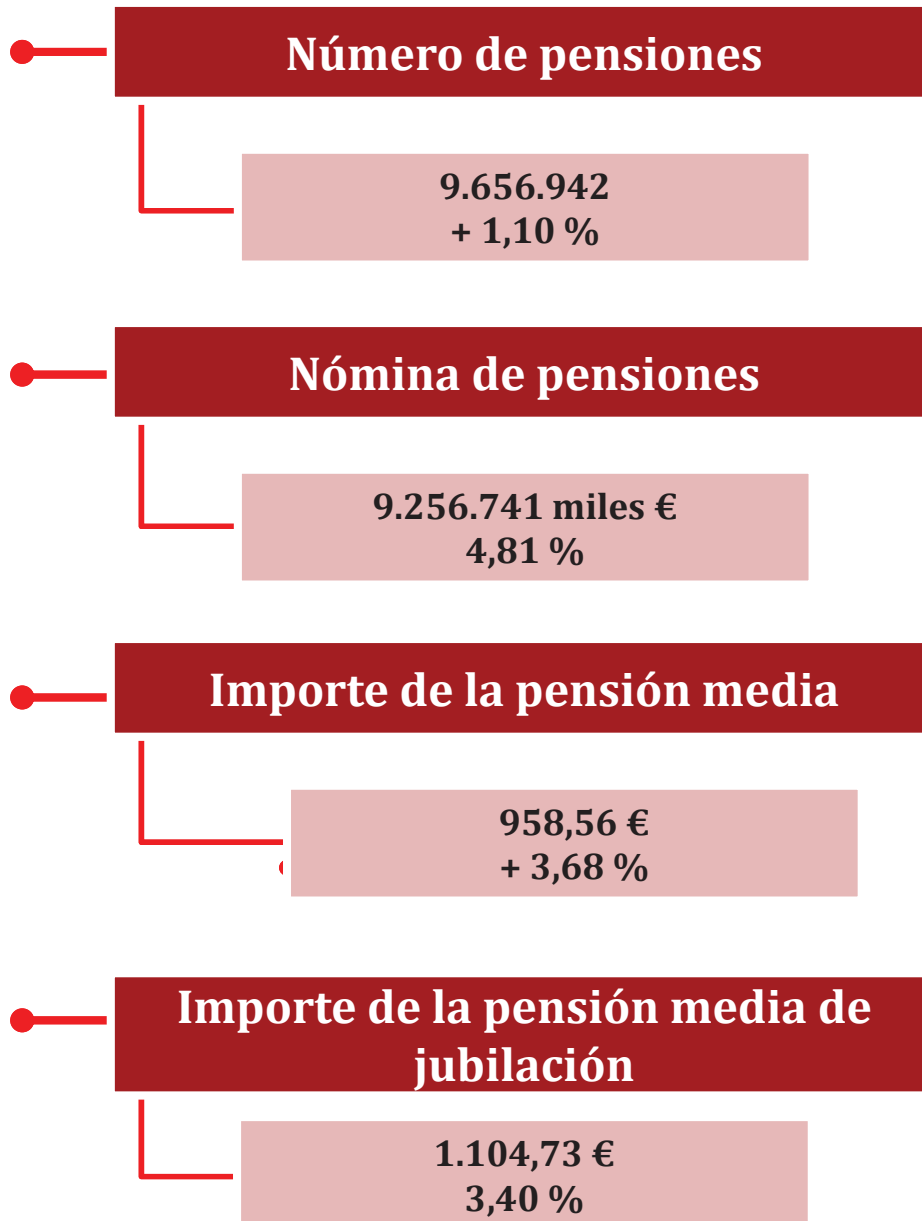 Número de pensiones
9.656.942
+ 1,10 %
Nómina de pensiones
9.256.741 miles €
4,81 %
Importe de la pensión media
958,56 €
+ 3,68 %
Importe de la pensión media de
jubilación
1.104,73 €
3,40 %